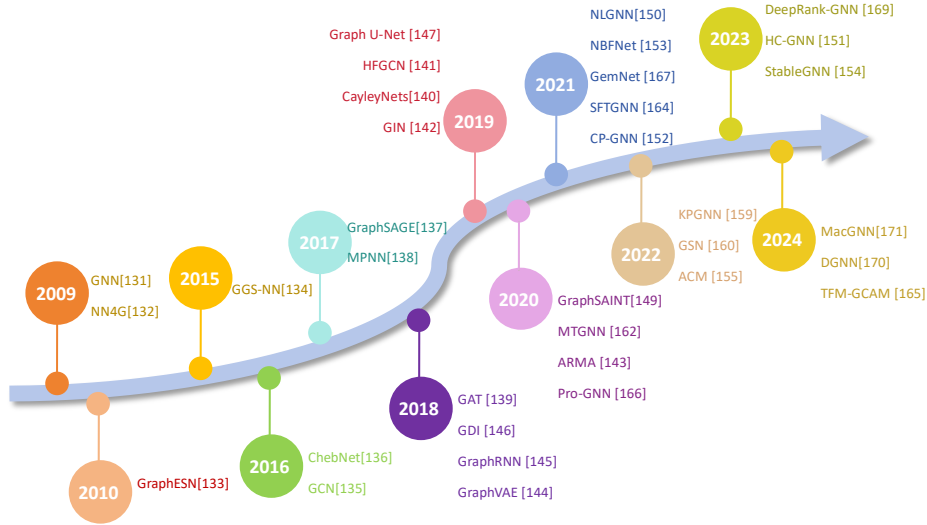 2009
GNN[131]
NN4G[132]
2010
GraphESN[133]
2015
GGS-NN[134]
2016
ChebNet[136]
GCN[135]
2017
GraphSAGE[137]
MPNN[138]
2018
GAT [139]
GDI [146]
GraphRNN [145]
GraphVAE [144]
Graph U-Net [147]
HFGCN [141]
CayleyNets[140]
GIN [142]
2019
2020
GraphSAINT[149]
MTGNN [162]
ARMA [143]
Pro-GNN [166]
2021
NLGNN[150]
NBFNet [153]
GemNet [167]
SFTGNN [164]
CP-GNN [152]
2022
KPGNN [159]
GSN [160]
ACM [155]
2023
DeepRank-GNN [169]
HC-GNN [151]
StableGNN [154]
2024
MacGNN[171]
DGNN[170]
TFM-GCAM [165]